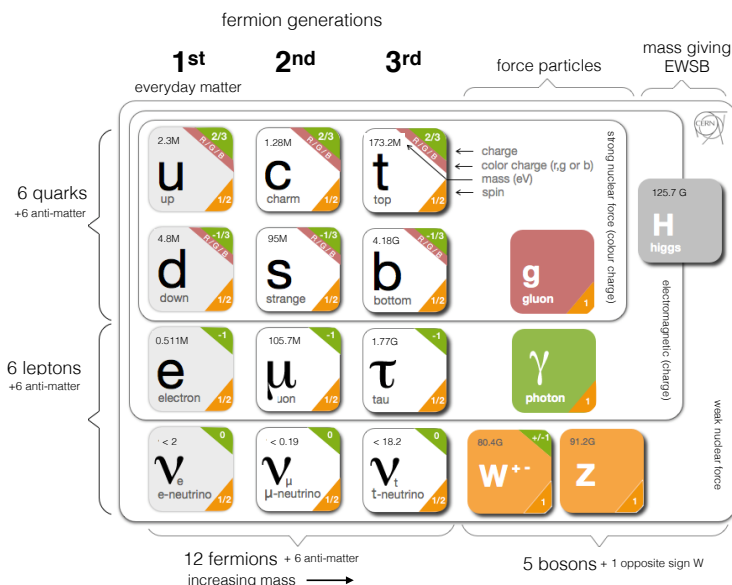 fermion generations
1st
2nd
3rd
everyday matter
force particles
mass giving
EWSB
CERN
6 quarks
+6 anti-matter
2.3M
2/3
R/G/B
u
up
1/2
1.28M
2/3
R/G/B
c
charm
1/2
173.2M
2/3
R/G/B
t
top
1/2
charge
color charge (r,g or b)
mass (eV)
spin
strong nuclear force (colour charge)
125.7 G
H
higgs
4.8M
-1/3
R/G/B
d
down
1/2
95M
-1/3
R/G/B
s
strange
1/2
4.18G
-1/3
R/G/B
b
bottom
1/2
g
gluon
1
electromagnetic (charge)
6 leptons
+6 anti-matter
0.511M
-1
e
electron
1/2
105.7M
-1
μ
uon
1/2
1.77G
-1
τ
tau
1/2
γ
photon
1
weak nuclear force
< 2
0
νe
e-neutrino
1/2
< 0.19
0
νμ
μ-neutrino
1/2
< 18.2
0
νt
t-neutrino
1/2
80.4G
+/-1
W+-
1
91.2G
Z
1
12 fermions + 6 anti-matter
increasing mass
5 bosons + 1 opposite sign W